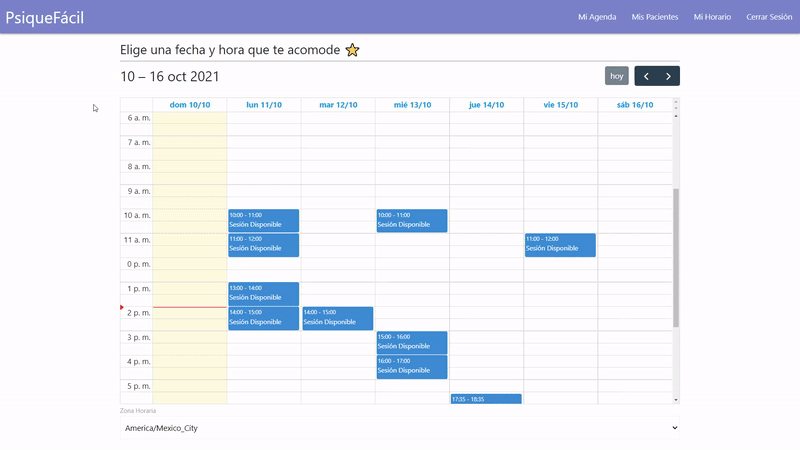 PsiqueFácil
Mi Agenda
Mis Pacientes
Mi Horario
Cerrar Sesión
Elige una fecha y hora que te acomode
10 – 16 oct 2021
hoy
dom 10/10
lun 11/10
mar 12/10
mié 13/10
jue 14/10
vie 15/10
sáb 16/10
6 a. m.
7 a. m.
8 a. m.
9 a. m.
10 a. m.
10:00 - 11:00
Sesión Disponible
10:00 - 11:00
Sesión Disponible
11 a. m.
11:00 - 12:00
Sesión Disponible
11:00 - 12:00
Sesión Disponible
0 p. m.
1 p. m.
13:00 - 14:00
Sesión Disponible
2 p. m.
14:00 - 15:00
Sesión Disponible
14:00 - 15:00
Sesión Disponible
3 p. m.
15:00 - 16:00
Sesión Disponible
4 p. m.
16:00 - 17:00
Sesión Disponible
5 p. m.
17:35 - 18:35
Zona Horaria
America/Mexico_City